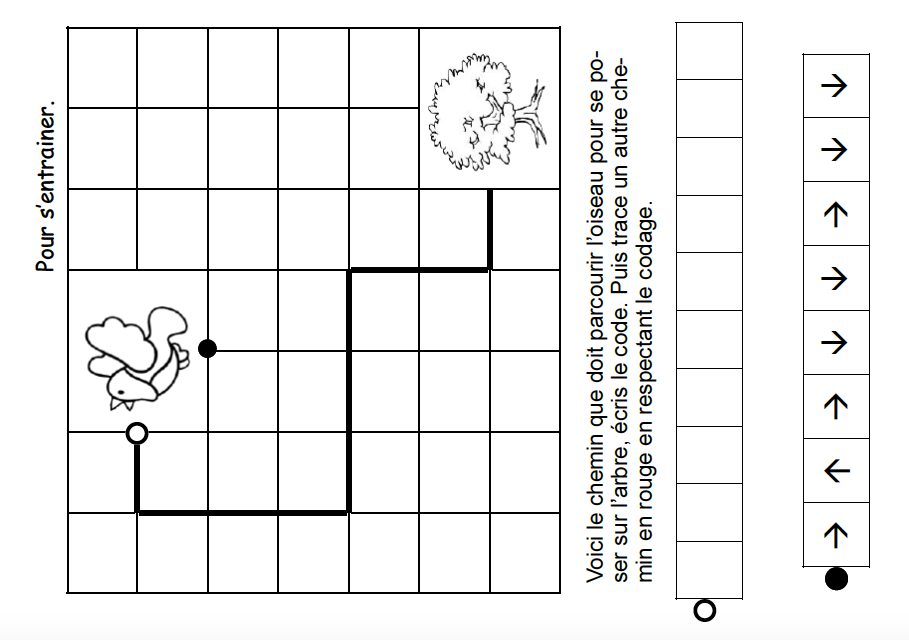 Pour s'entrainer.
Voici le chemin que doit parcourir l'oiseau pour se po-
ser sur l'arbre, écris le code. Puis trace un autre che-
min en rouge en respectant le codage.